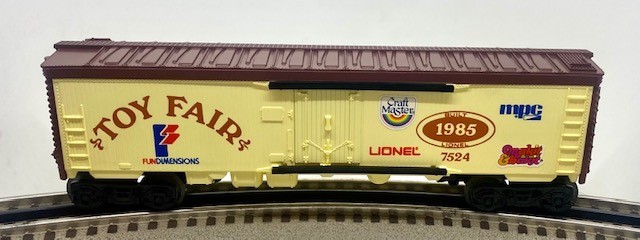 TOY FAIR
FUNDIMENSIONS
Craft
Master
LIONEL
BUILT
1985
LIONEL
7524
mpc